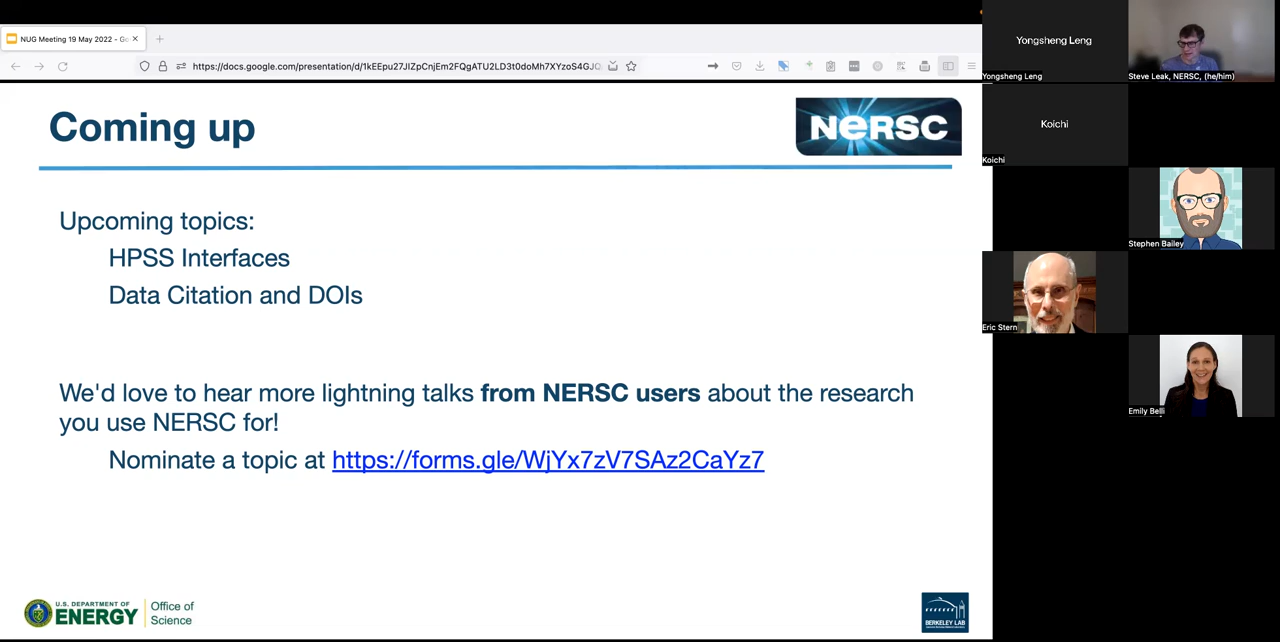 NUG Meeting 19 May 2022 - Go
https://docs.google.com/presentation/d/1kEEpu27JIZpCnjEm2FQgATU2LD3t0doMh7XYzoS4GJQ
Coming up
NERSC
Upcoming topics:
HPSS Interfaces
Data Citation and DOIs
We'd love to hear more lightning talks from NERSC users about the research
you use NERSC for!
Nominate a topic at https://forms.gle/WjYx7zV7SAz2CaYz7
U.S. DEPARTMENT OF
ENERGY
Office of
Science
BERKELEY LAB
Yongsheng Leng
Yongsheng Leng
Steve Leak, NERSC, (he/him)
Koichi
Koichi
Stephen Bailey
Eric Stern
Emily Belli